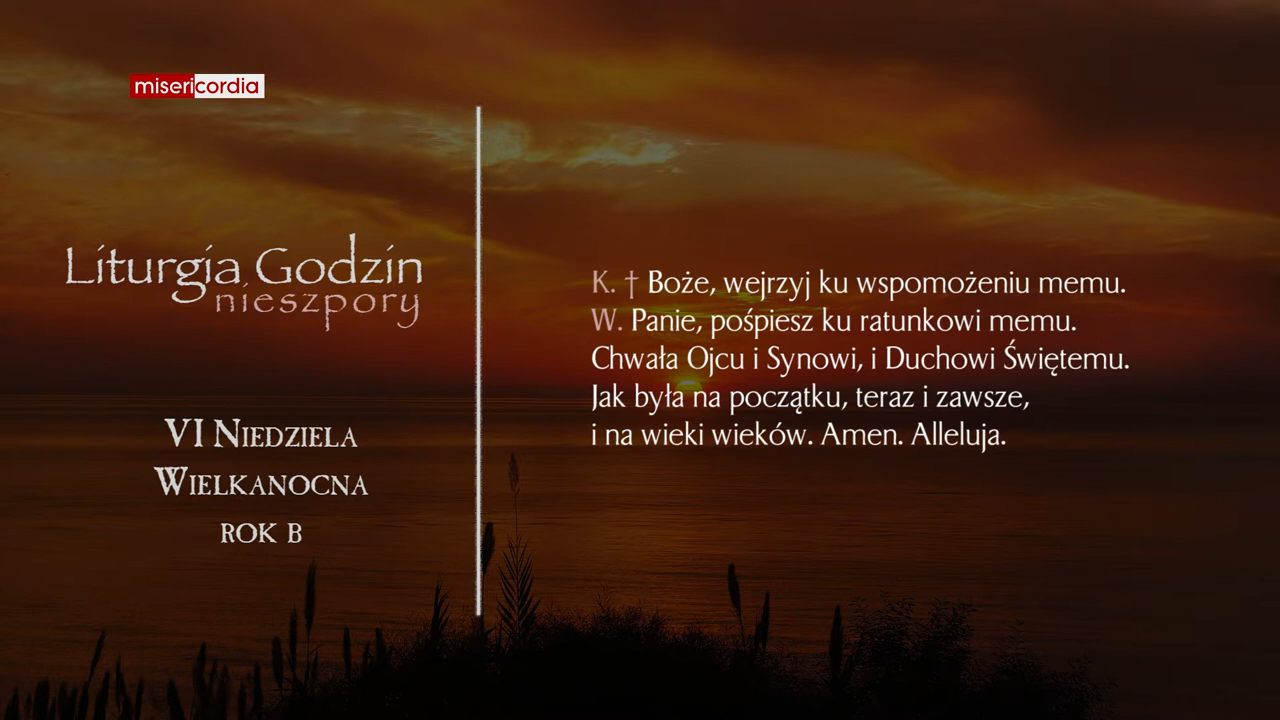 misericordia
Liturgia Godzin
nieszpory
VI Niedziela
Wielkanocna
rok B
K. † Boże, wejrzyj ku wspomożeniu memu.
W. Panie, pośpiesz ku ratunkowi memu.
Chwała Ojcu i Synowi, i Duchowi Świętemu.
Jak była na początku, teraz i zawsze,
i na wieki wieków. Amen. Alleluja.